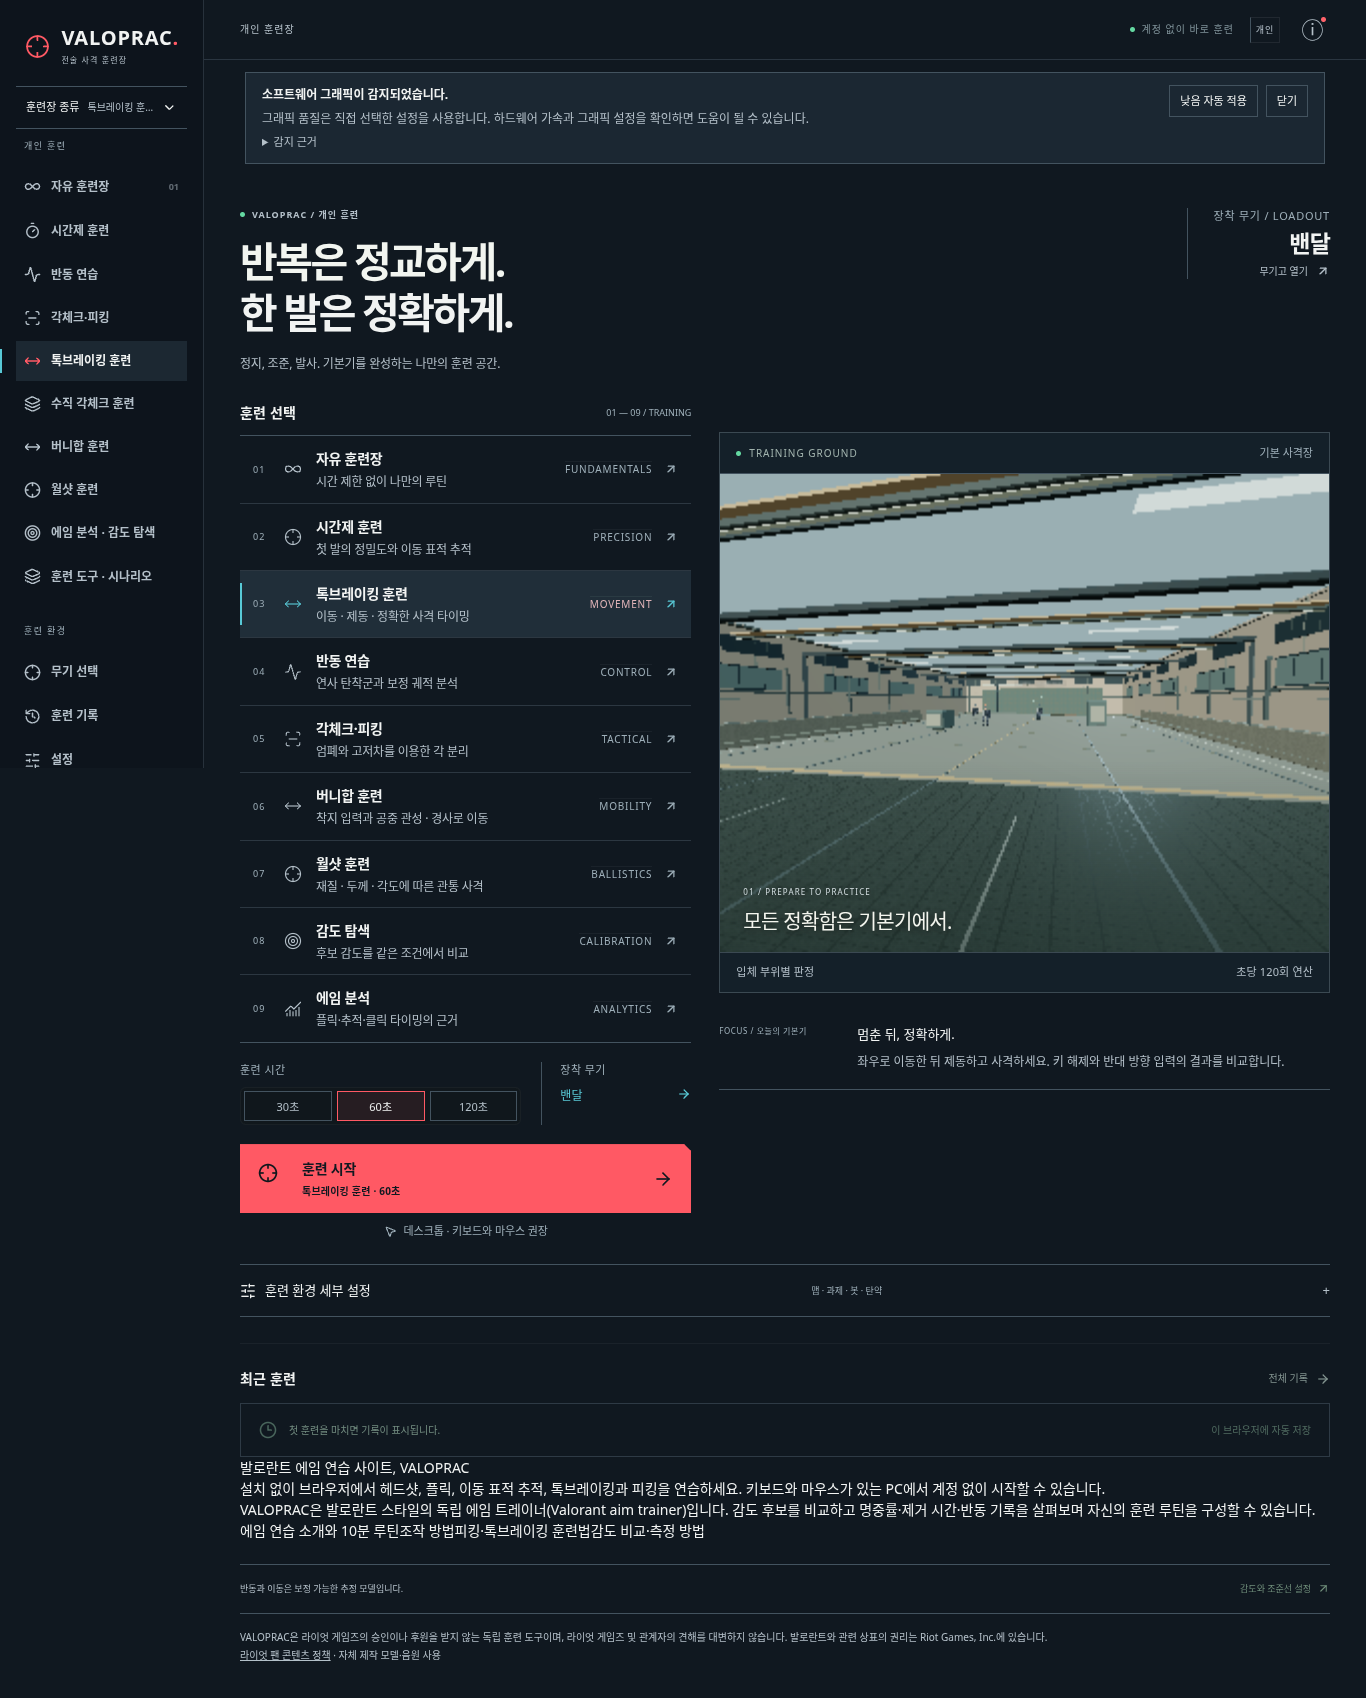 VALOPRAC.
전술 사격 훈련장
훈련장 종류 톡브레이킹 훈...
개인 훈련
자유 훈련장 01
시간제 훈련
반동 연습
각체크·피킹
톡브레이킹 훈련
수직 각체크 훈련
버니합 훈련
월샷 훈련
에임 분석 · 감도 탐색
훈련 도구 · 시나리오
훈련 환경
무기 선택
훈련 기록
설정
개인 훈련장
계정 없이 바로 훈련
개인
소프트웨어 그래픽이 감지되었습니다.
그래픽 품질은 직접 선택한 설정을 사용합니다. 하드웨어 가속과 그래픽 설정을 확인하면 도움이 될 수 있습니다.
▶ 감지 근거
낮음 자동 적용
닫기
VALOPRAC / 개인 훈련
반복은 정교하게.
한 발은 정확하게.
정지, 조준, 발사. 기본기를 완성하는 나만의 훈련 공간.
장착 무기 / LOADOUT
밴달
무기고 열기
훈련 선택
01 — 09 / TRAINING
01 자유 훈련장 FUNDAMENTALS
시간 제한 없이 나만의 루틴
02 시간제 훈련 PRECISION
첫 발의 정밀도와 이동 표적 추적
03 톡브레이킹 훈련 MOVEMENT
이동 · 제동 · 정확한 사격 타이밍
04 반동 연습 CONTROL
연사 탄착군과 보정 궤적 분석
05 각체크·피킹 TACTICAL
엄폐와 고저차를 이용한 각 분리
06 버니합 훈련 MOBILITY
착지 입력과 공중 관성 · 경사로 이동
07 월샷 훈련 BALLISTICS
재질 · 두께 · 각도에 따른 관통 사격
08 감도 탐색 CALIBRATION
후보 감도를 같은 조건에서 비교
09 에임 분석 ANALYTICS
플릭·추적·클릭 타이밍의 근거
훈련 시간
30초
60초
120초
장착 무기
밴달
훈련 시작
톡브레이킹 훈련 · 60초
데스크톱 · 키보드와 마우스 권장
TRAINING GROUND
기본 사격장
01 / PREPARE TO PRACTICE
모든 정확함은 기본기에서.
입체 부위별 판정
초당 120회 연산
FOCUS / 오늘의 기본기
멈춘 뒤, 정확하게.
좌우로 이동한 뒤 제동하고 사격하세요. 키 해제와 반대 방향 입력의 결과를 비교합니다.
훈련 환경 세부 설정
맵 · 과제 · 봇 · 탄약
+
최근 훈련
전체 기록
첫 훈련을 마치면 기록이 표시됩니다.
이 브라우저에 자동 저장
발로란트 에임 연습 사이트, VALOPRAC
설치 없이 브라우저에서 헤드샷, 플릭, 이동 표적 추적, 톡브레이킹과 피킹을 연습하세요. 키보드와 마우스가 있는 PC에서 계정 없이 시작할 수 있습니다.
VALOPRAC은 발로란트 스타일의 독립 에임 트레이너(Valorant aim trainer)입니다. 감도 후보를 비교하고 명중률·제거 시간·반동 기록을 살펴보며 자신의 훈련 루틴을 구성할 수 있습니다.
에임 연습 소개와 10분 루틴조작 방법피킹·톡브레이킹 훈련법감도 비교·측정 방법
반동과 이동은 보정 가능한 추정 모델입니다.
감도와 조준선 설정
VALOPRAC은 라이엇 게임즈의 승인이나 후원을 받지 않는 독립 훈련 도구이며, 라이엇 게임즈 및 관계자의 견해를 대변하지 않습니다. 발로란트와 관련 상표의 권리는 Riot Games, Inc.에 있습니다.
라이엇 팬 콘텐츠 정책 · 자체 제작 모델·음원 사용